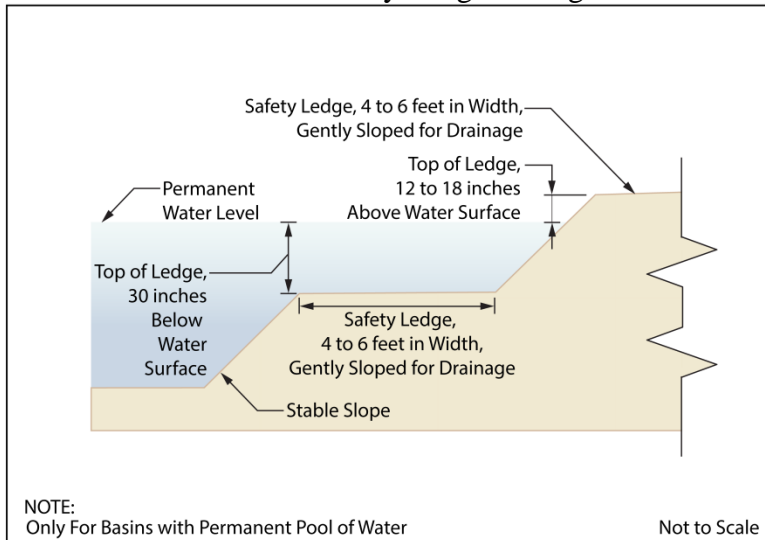 Safety Ledge, 4 to 6 feet in Width,
Gently Sloped for Drainage
Top of Ledge,
12 to 18 inches
Above Water Surface
Permanent
Water Level
Top of Ledge,
30 inches
Below
Water
Surface
Safety Ledge,
4 to 6 feet in Width,
Gently Sloped for Drainage
Stable Slope
NOTE:
Only For Basins with Permanent Pool of Water
Not to Scale